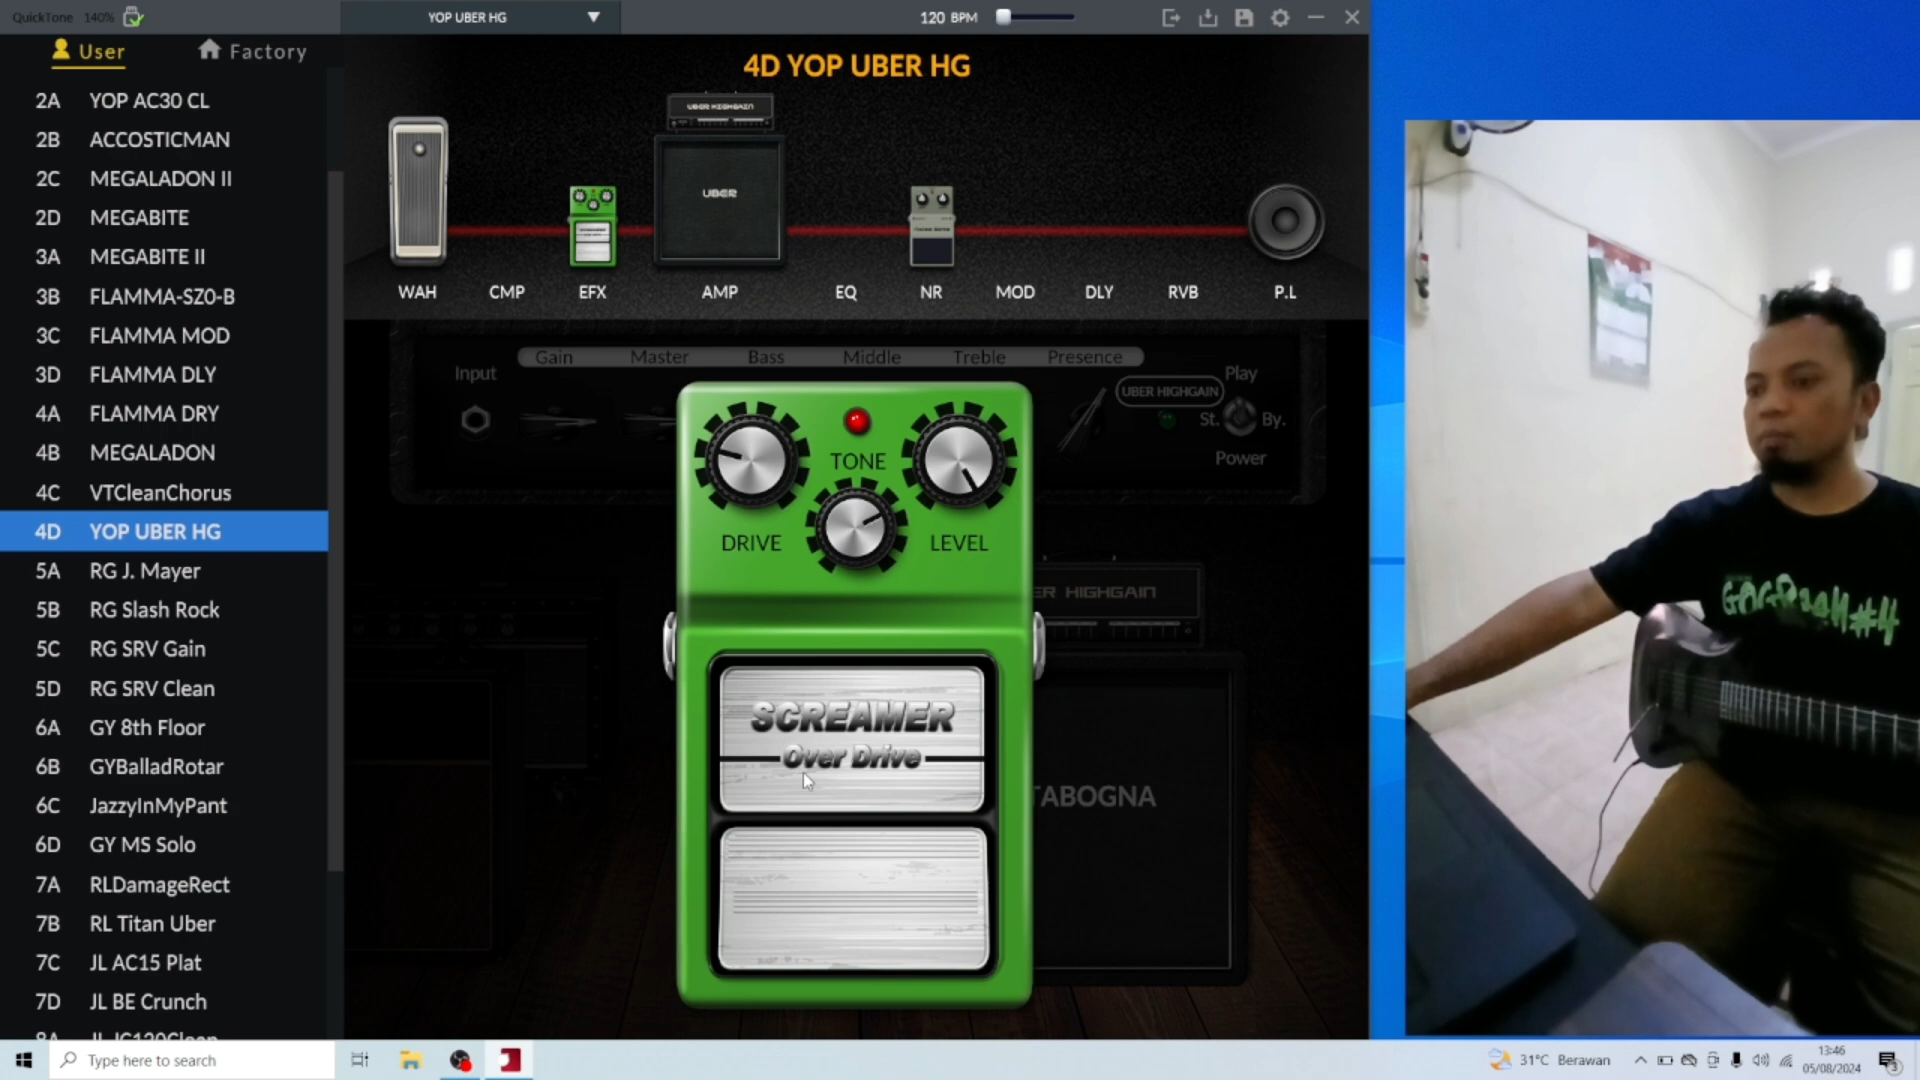 QuickTone 140%
YOP UBER HG
120 BPM
User
Factory
2A YOP AC30 CL
2B ACCOSTICMAN
2C MEGALADON II
2D MEGABITE
3A MEGABITE II
3B FLAMMA-SZ0-B
3C FLAMMA MOD
3D FLAMMA DLY
4A FLAMMA DRY
4B MEGALADON
4C VTCleanChorus
4D YOP UBER HG
5A RG J. Mayer
5B RG Slash Rock
5C RG SRV Gain
5D RG SRV Clean
6A GY 8th Floor
6B GYBalladRotar
6C JazzyInMyPant
6D GY MS Solo
7A RLDamageRect
7B RL Titan Uber
7C JL AC15 Plat
7D JL BE Crunch
4D YOP UBER HG
UBER HIGHGAIN
UBER
WAH CMP EFX AMP EQ NR MOD DLY RVB P.L
Gain Master Bass Middle Treble Presence
Input
UBER HIGHGAIN
Play
St. By.
Power
TONE
DRIVE LEVEL
ER HIGHGAIN
SCREAMER
Over Drive
TABOGNA
Type here to search
31°C Berawan
13:46
05/08/2024
3